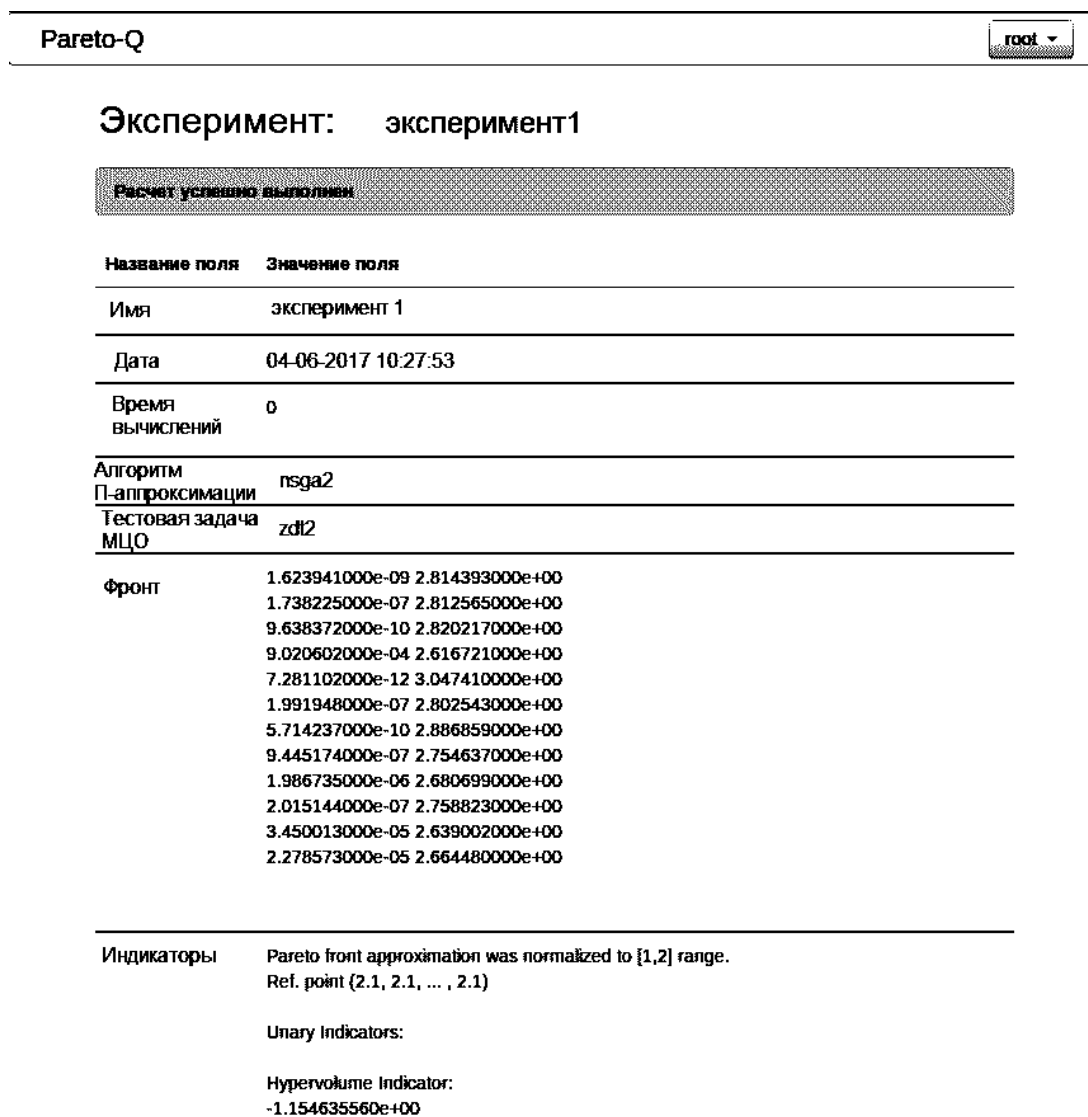 Pareto-Q
root
Эксперимент: эксперимент1
Расчет успешно выполнен
Название поля Значение поля
Имя эксперимент 1
Дата 04-06-2017 10:27:53
Время
вычислений 0
Алгоритм
П-аппроксимации nsga2
Тестовая задача
МЦО zdt2
Фронт
1.623941000e-09 2.814393000e+00
1.738225000e-07 2.812565000e+00
9.638372000e-10 2.820217000e+00
9.020602000e-04 2.616721000e+00
7.281102000e-12 3.047410000e+00
1.991948000e-07 2.802543000e+00
5.714237000e-10 2.886859000e+00
9.445174000e-07 2.754637000e+00
1.986735000e-06 2.680699000e+00
2.015144000e-07 2.758823000e+00
3.450013000e-05 2.639002000e+00
2.278573000e-05 2.664480000e+00
Индикаторы Pareto front approximation was normalized to [1,2] range.
Ref. point (2.1, 2.1, ... , 2.1)
Unary Indicators:
Hypervolume Indicator:
-1.154635560e+00